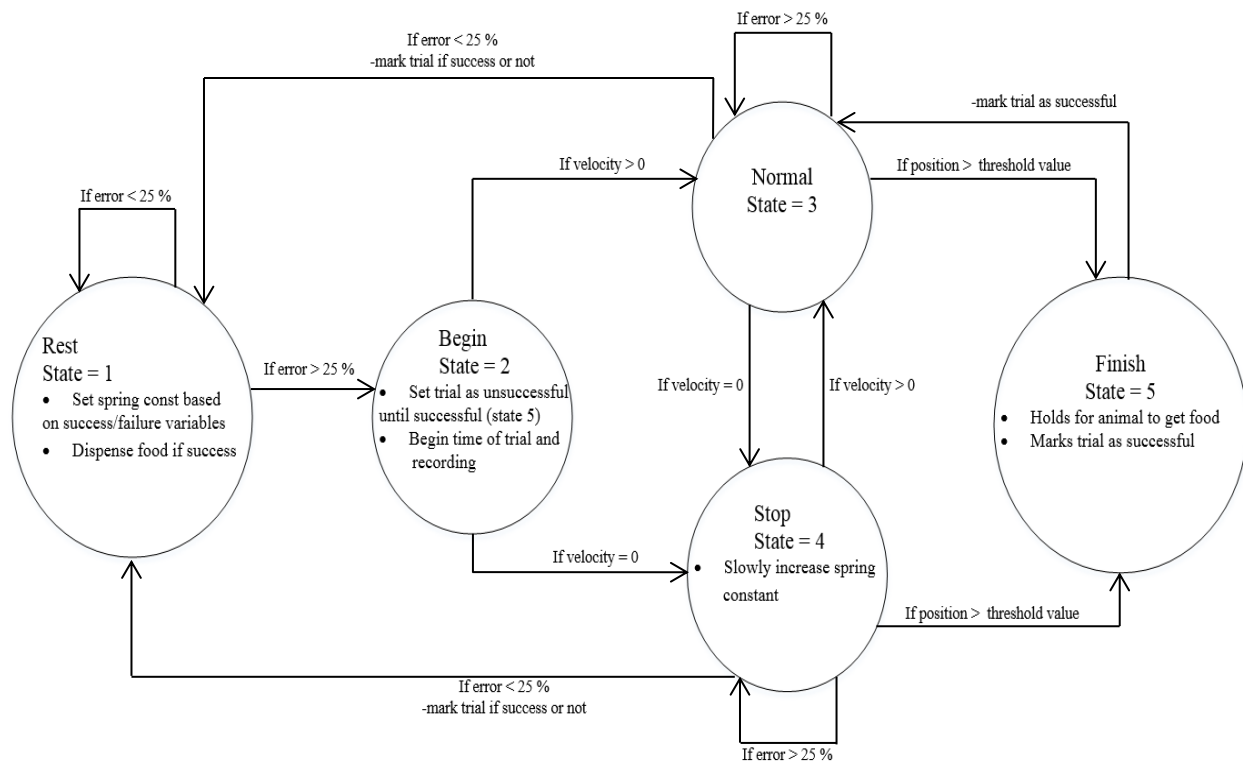 If error > 25 %
If error < 25 %
-mark trial if success or not
-mark trial as successful
If velocity > 0
If position >  threshold value
Normal
State = 3
If error < 25 %
Rest
State = 1
• Set spring const based
on success/failure variables
• Dispense food if success
If error > 25 %
Begin
State = 2
• Set trial as unsuccessful
until successful (state 5)
• Begin time of trial and
recording
If velocity = 0
If velocity > 0
Finish
State = 5
• Holds for animal to get food
• Marks trial as successful
Stop
State = 4
• Slowly increase spring
constant
If velocity = 0
If position >  threshold value
If error < 25 %
-mark trial if success or not
If error > 25 %